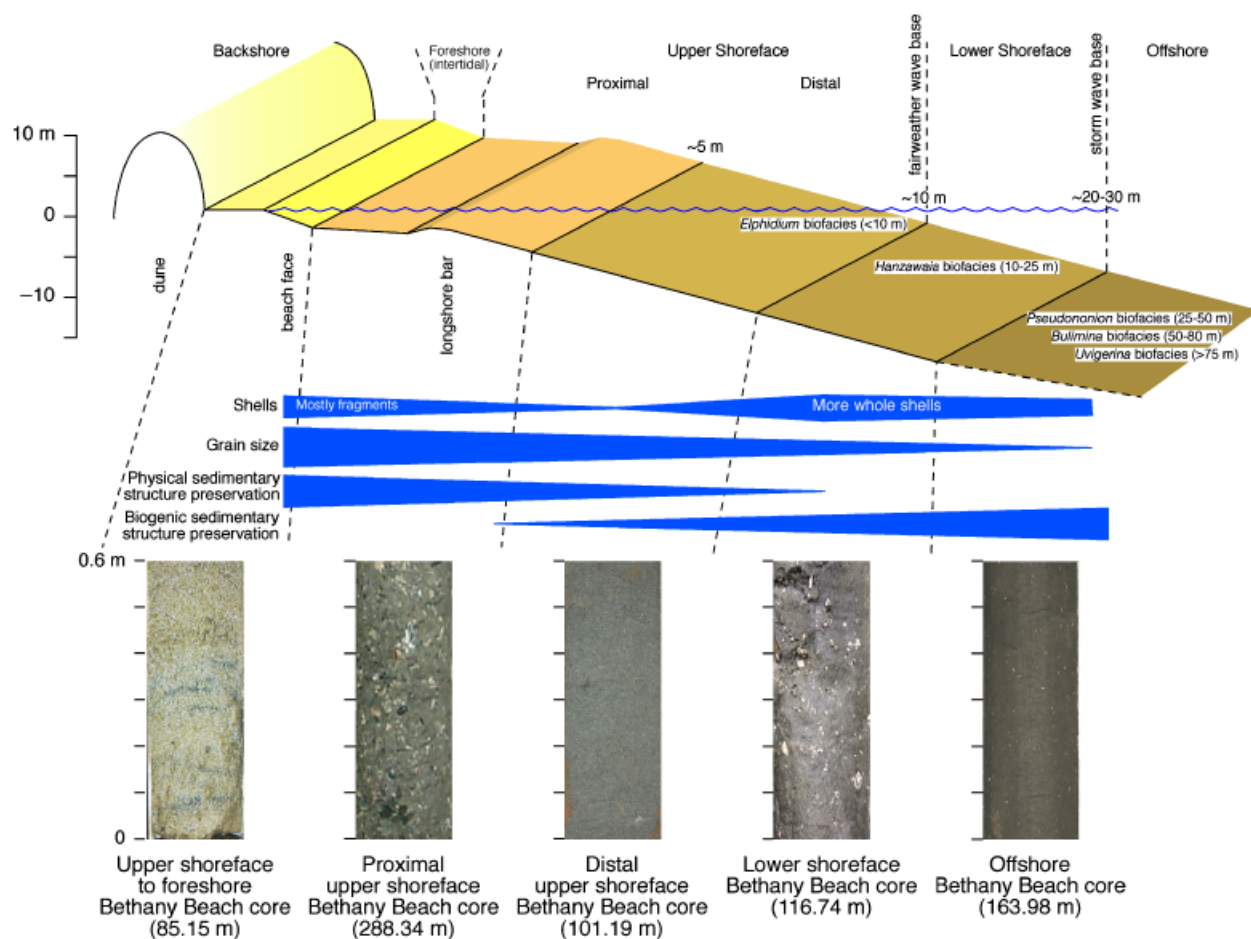 Backshore
Foreshore
(intertidal)
Upper Shoreface
Proximal
Distal
fairweather wave base
Lower Shoreface
storm wave base
Offshore
10 m
0
−10
~5 m
~10 m
~20-30 m
Elphidium biofacies (<10 m)
Hanzawaia biofacies (10-25 m)
Pseudononion biofacies (25-50 m)
Bulimina biofacies (50-80 m)
Uvigerina biofacies (>75 m)
dune
beach face
longshore bar
Shells
Mostly fragments
More whole shells
Grain size
Physical sedimentary
structure preservation
Biogenic sedimentary
structure preservation
0.6 m
0
Upper shoreface
to foreshore
Bethany Beach core
(85.15 m)
Proximal
upper shoreface
Bethany Beach core
(288.34 m)
Distal
upper shoreface
Bethany Beach core
(101.19 m)
Lower shoreface
Bethany Beach core
(116.74 m)
Offshore
Bethany Beach core
(163.98 m)